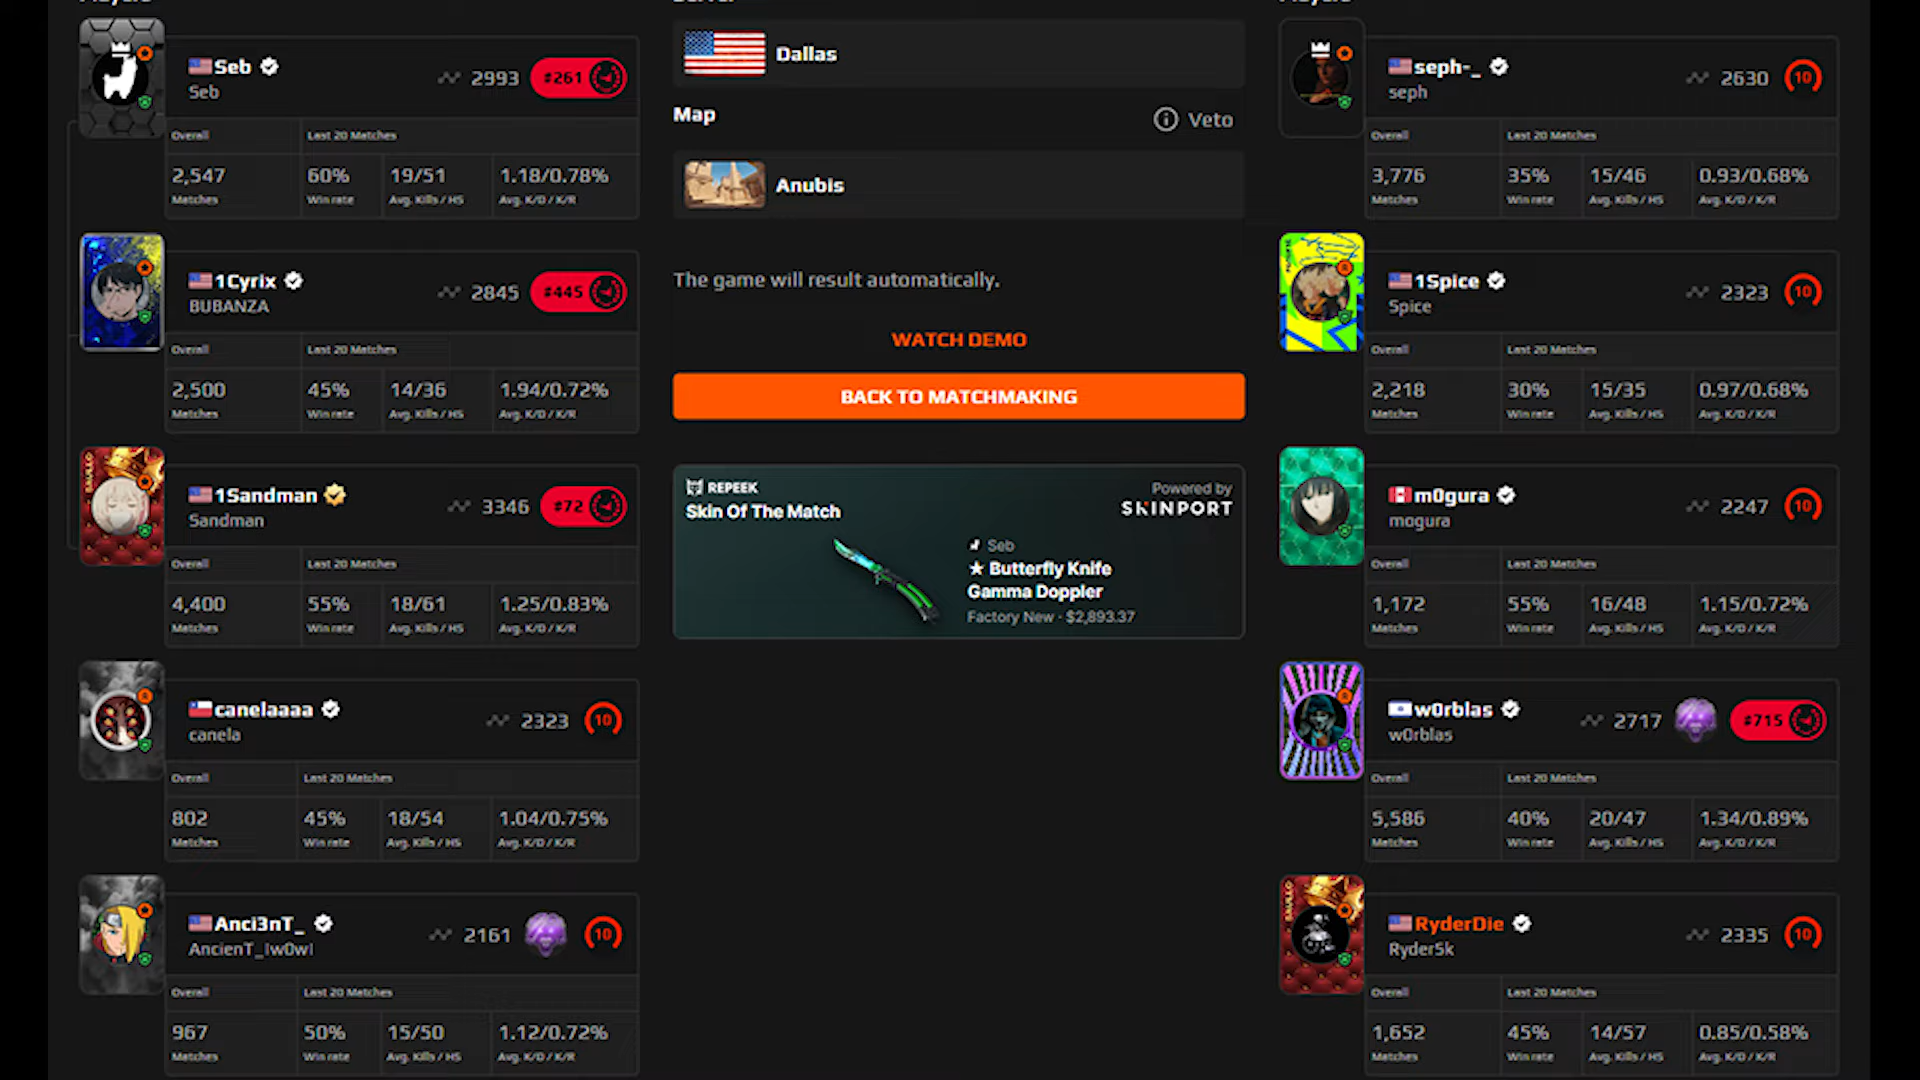 Seb
Seb
2993
#261
Overall
Last 20 Matches
2,547
60%
19/51
1.18/0.78%
Matches
Win rate
Avg. Kills / HS
Avg. K/D / K/R
1Cyrix
BUBANZA
2845
#445
Overall
Last 20 Matches
2,500
45%
14/36
1.94/0.72%
Matches
Win rate
Avg. Kills / HS
Avg. K/D / K/R
1Sandman
Sandman
3346
#72
Overall
Last 20 Matches
4,400
55%
18/61
1.25/0.83%
Matches
Win rate
Avg. Kills / HS
Avg. K/D / K/R
canelaaaa
canela
2323
10
Overall
Last 20 Matches
802
45%
18/54
1.04/0.75%
Matches
Win rate
Avg. Kills / HS
Avg. K/D / K/R
Anci3nT_
AncienT_lw0wl
2161
10
Overall
Last 20 Matches
967
50%
15/50
1.12/0.72%
Matches
Win rate
Avg. Kills / HS
Avg. K/D / K/R
Dallas
Map
Veto
Anubis
The game will result automatically.
WATCH DEMO
BACK TO MATCHMAKING
REPEEK
Skin Of The Match
Powered by
SKINPORT
Seb
★ Butterfly Knife
Gamma Doppler
Factory New · $2,893.37
seph-_
seph
2630
10
Overall
Last 20 Matches
3,776
35%
15/46
0.93/0.68%
Matches
Win rate
Avg. Kills / HS
Avg. K/D / K/R
1Spice
Spice
2323
10
Overall
Last 20 Matches
2,218
30%
15/35
0.97/0.68%
Matches
Win rate
Avg. Kills / HS
Avg. K/D / K/R
m0gura
mogura
2247
10
Overall
Last 20 Matches
1,172
55%
16/48
1.15/0.72%
Matches
Win rate
Avg. Kills / HS
Avg. K/D / K/R
w0rblas
w0rblas
2717
#715
Overall
Last 20 Matches
5,586
40%
20/47
1.34/0.89%
Matches
Win rate
Avg. Kills / HS
Avg. K/D / K/R
RyderDie
Ryder5k
2335
10
Overall
Last 20 Matches
1,652
45%
14/57
0.85/0.58%
Matches
Win rate
Avg. Kills / HS
Avg. K/D / K/R